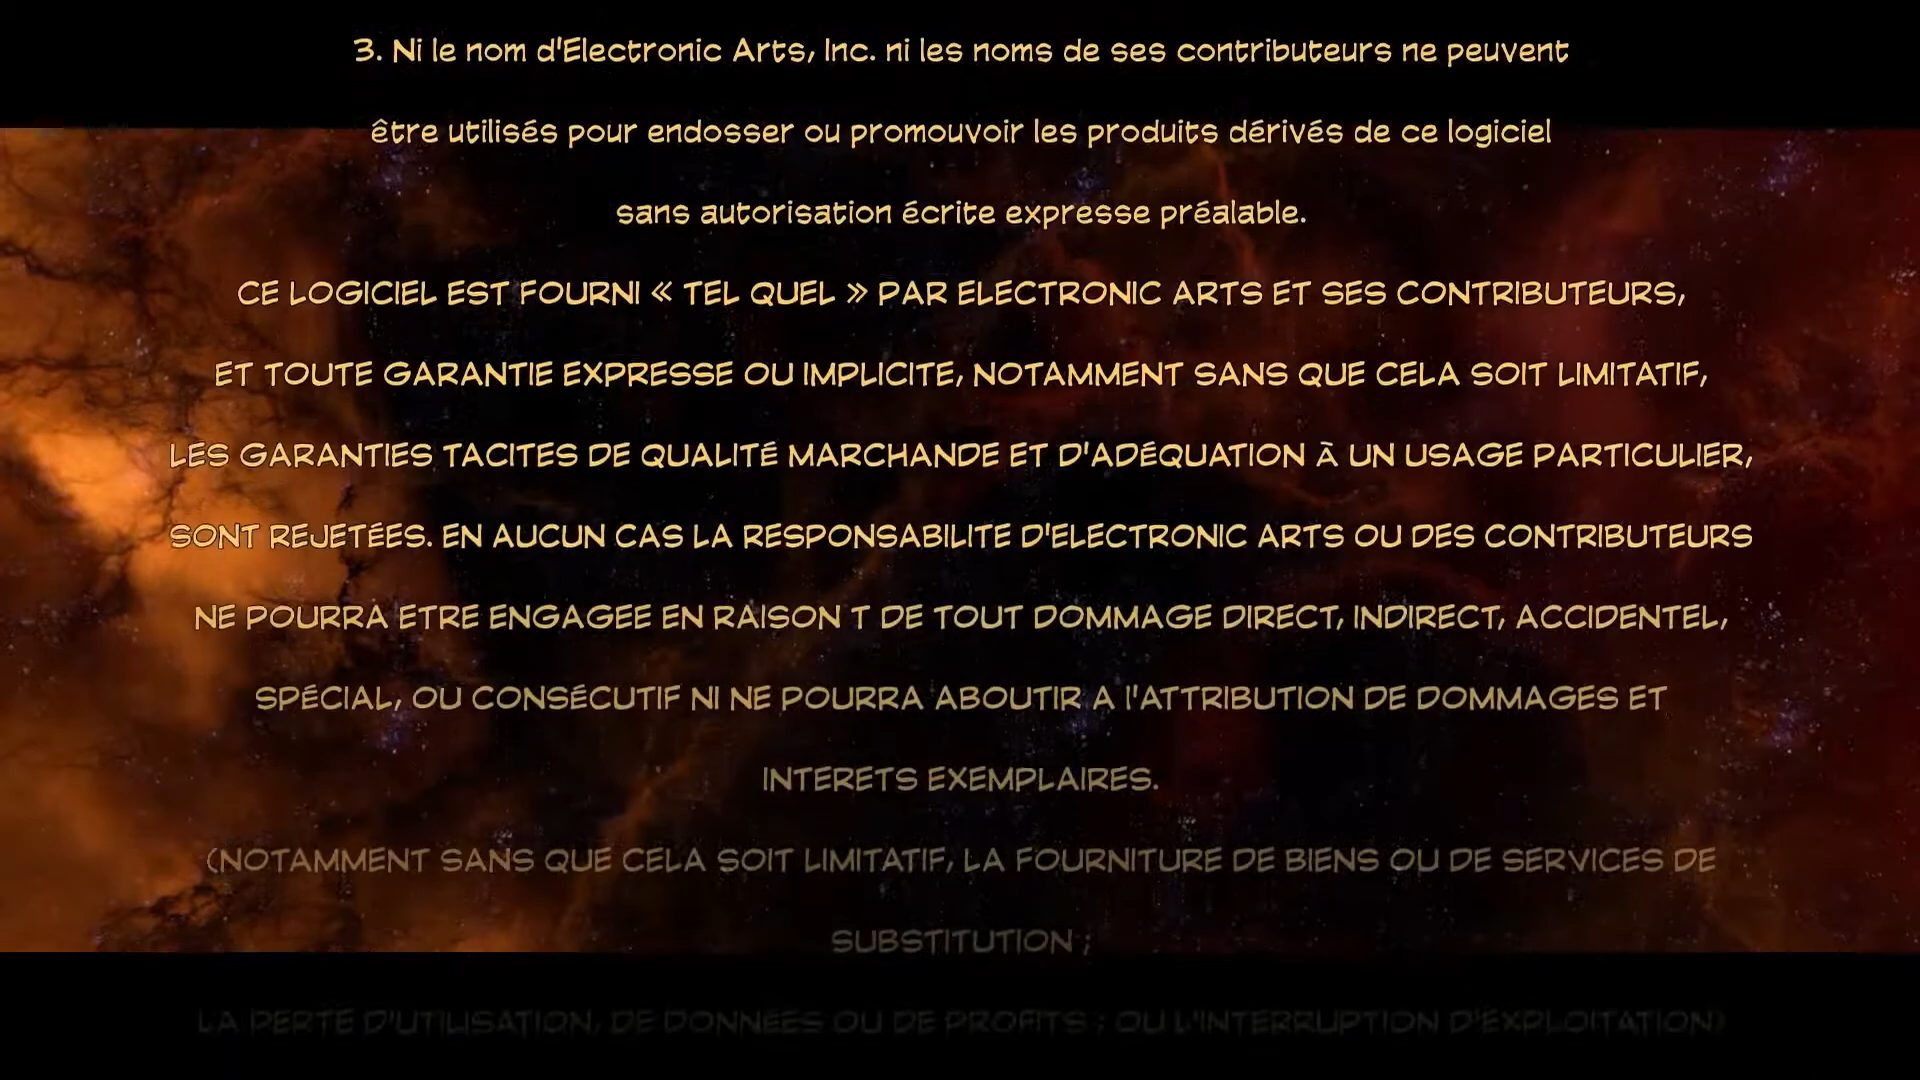 3. Ni le nom d'Electronic Arts, Inc. ni les noms de ses contributeurs ne peuvent
être utilisés pour endosser ou promouvoir les produits dérivés de ce logiciel
sans autorisation écrite expresse préalable.
CE LOGICIEL EST FOURNI « TEL QUEL » PAR ELECTRONIC ARTS ET SES CONTRIBUTEURS,
ET TOUTE GARANTIE EXPRESSE OU IMPLICITE, NOTAMMENT SANS QUE CELA SOIT LIMITATIF,
LES GARANTIES TACITES DE QUALITÉ MARCHANDE ET D'ADÉQUATION À UN USAGE PARTICULIER,
SONT REJETÉES. EN AUCUN CAS LA RESPONSABILITE D'ELECTRONIC ARTS OU DES CONTRIBUTEURS
NE POURRA ETRE ENGAGEE EN RAISON T DE TOUT DOMMAGE DIRECT, INDIRECT, ACCIDENTEL,
SPÉCIAL, OU CONSÉCUTIF NI NE POURRA ABOUTIR A l'ATTRIBUTION DE DOMMAGES ET
INTERETS EXEMPLAIRES.
(NOTAMMENT SANS QUE CELA SOIT LIMITATIF, LA FOURNITURE DE BIENS OU DE SERVICES DE
SUBSTITUTION ;
LA PERTE D'UTILISATION, DE DONNÉES OU DE PROFITS ; OU L'INTERRUPTION D'EXPLOITATION)